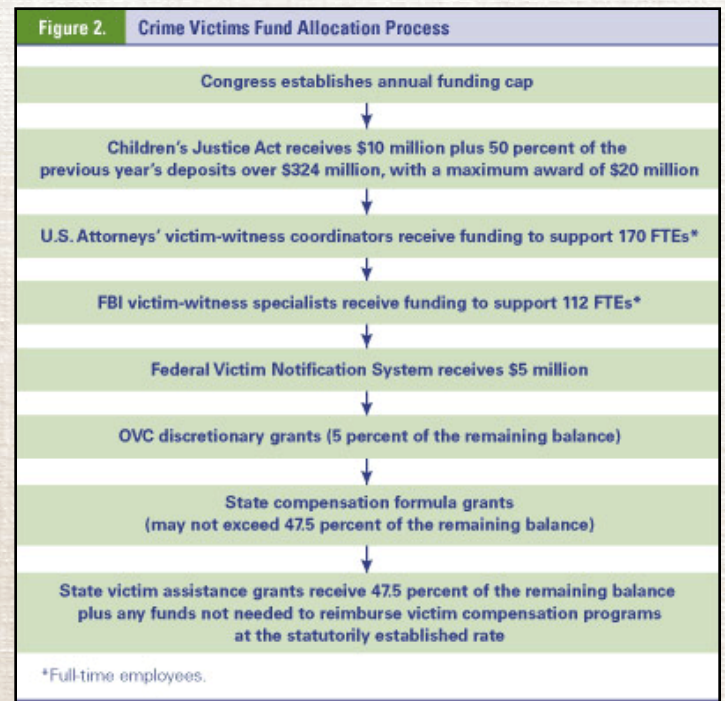 Figure 2. Crime Victims Fund Allocation Process
Congress establishes annual funding cap
Children's Justice Act receives $10 million plus 50 percent of the
previous year's deposits over $324 million, with a maximum award of $20 million
U.S. Attorneys' victim-witness coordinators receive funding to support 170 FTEs*
FBI victim-witness specialists receive funding to support 112 FTEs*
Federal Victim Notification System receives $5 million
OVC discretionary grants (5 percent of the remaining balance)
State compensation formula grants
(may not exceed 47.5 percent of the remaining balance)
State victim assistance grants receive 47.5 percent of the remaining balance
plus any funds not needed to reimburse victim compensation programs
at the statutorily established rate
*Full-time employees.